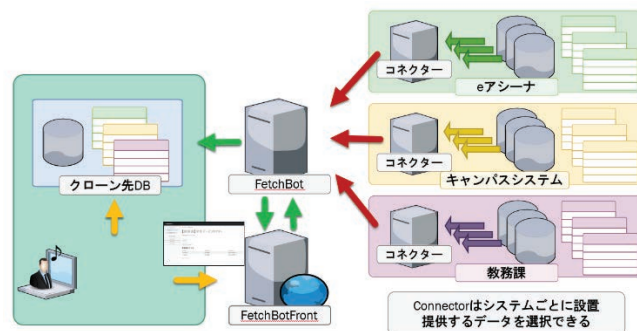 コネクター
eアシーナ
クローン先DB
FetchBot
コネクター
キャンパスシステム
FetchBotFront
コネクター
教務課
Connectorはシステムごとに設置
提供するデータを選択できる